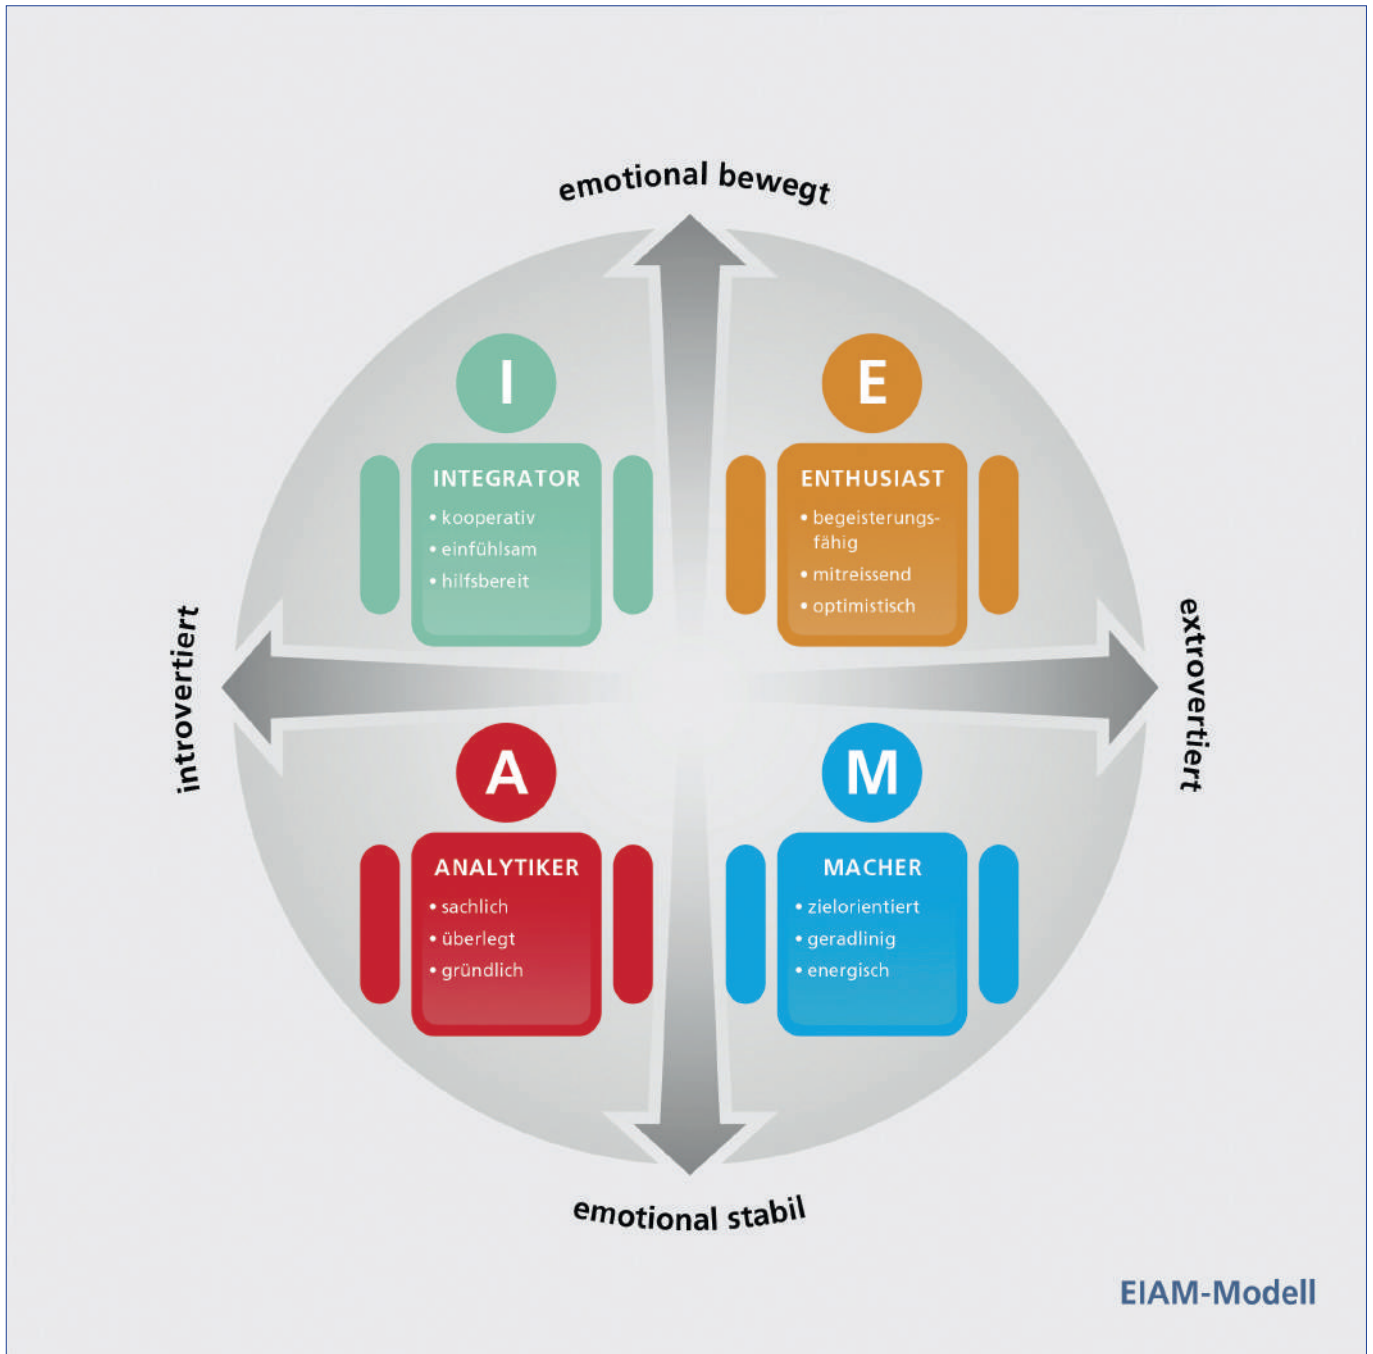 emotional bewegt
I
INTEGRATOR
• kooperativ
• einfühlsam
• hilfsbereit
E
ENTHUSIAST
• begeisterungs-
fähig
• mitreissend
• optimistisch
introvertiert
extrovertiert
A
ANALYTIKER
• sachlich
• überlegt
• gründlich
M
MACHER
• zielorientiert
• geradlinig
• energisch
emotional stabil
EIAM-Modell